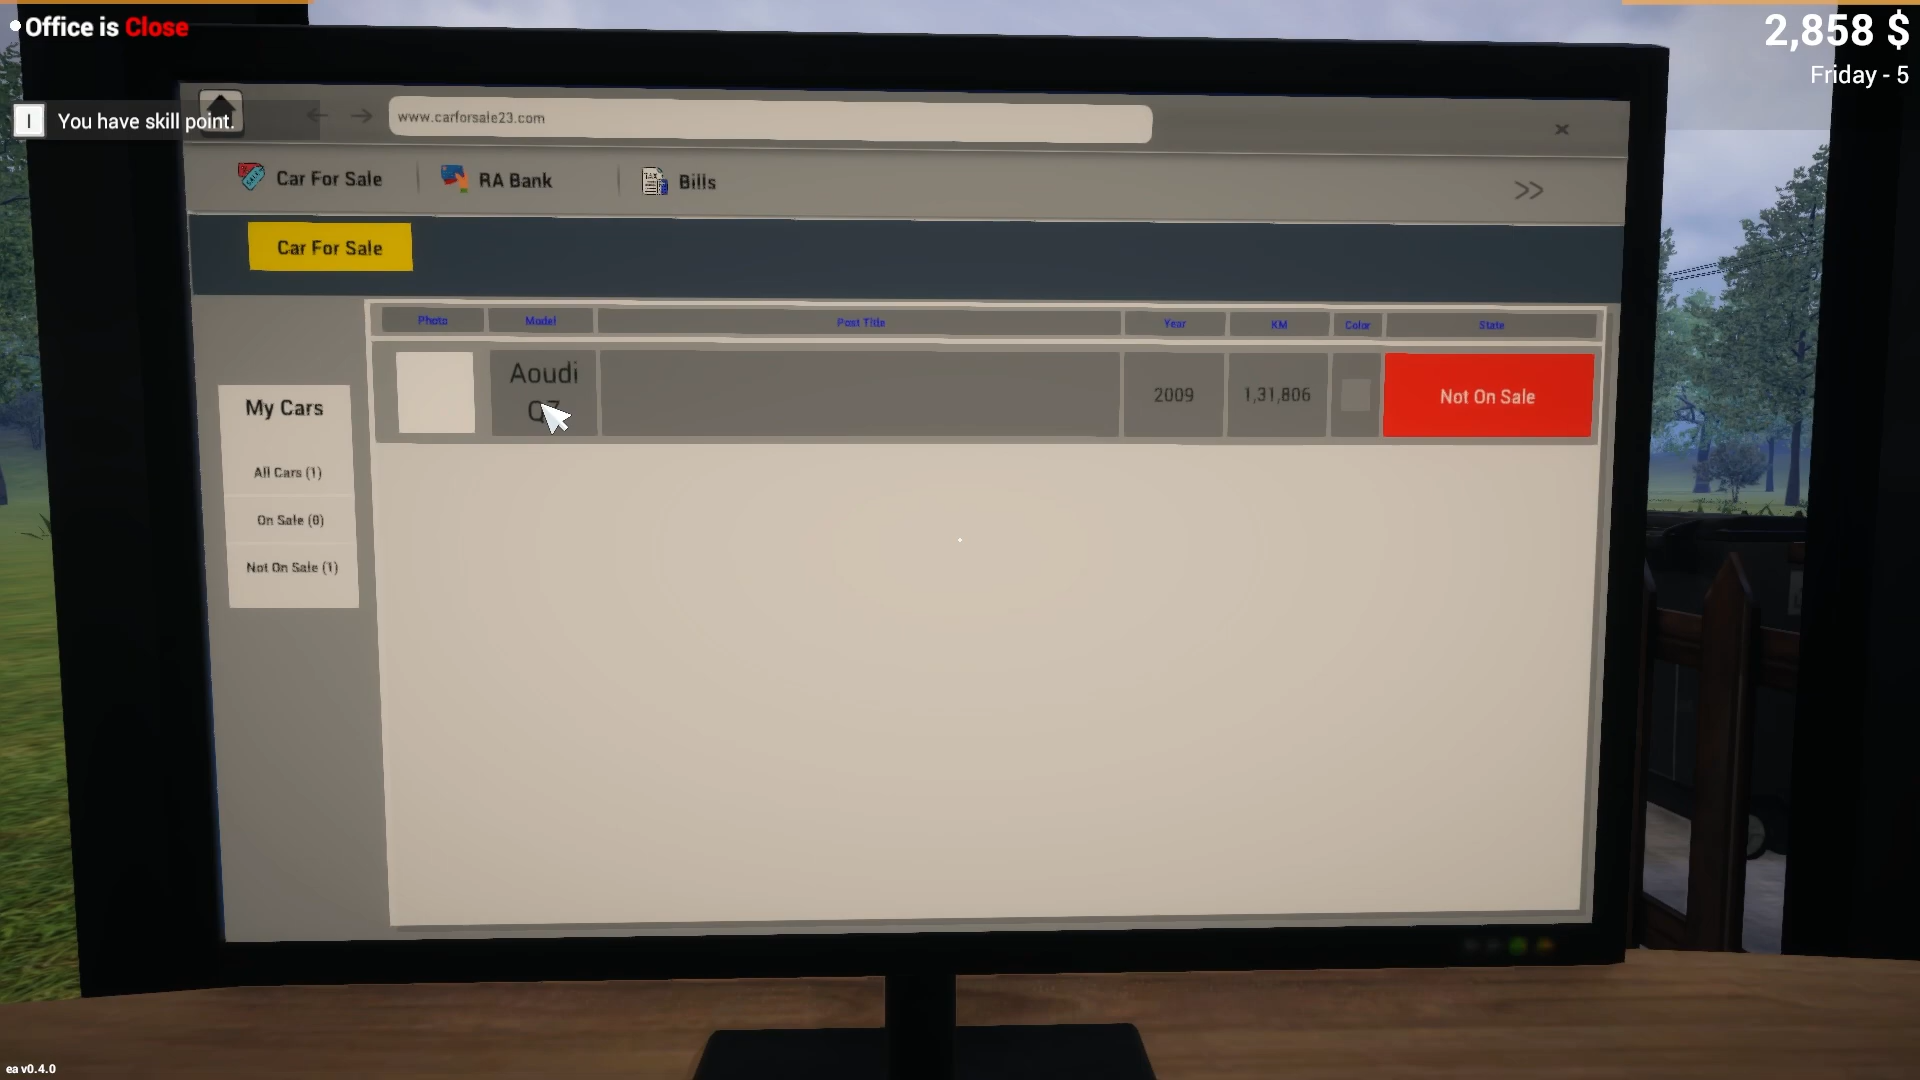 Office is Close
2,858 $
Friday - 5
I You have skill point.
www.carforsale23.com
×
Car For Sale
RA Bank
Bills
>>
Car For Sale
Photo Model Post Title Year KM Color State
Aoudi
Q7
2009
1,31,806
Not On Sale
My Cars
All Cars (1)
On Sale (0)
Not On Sale (1)
ea v0.4.0